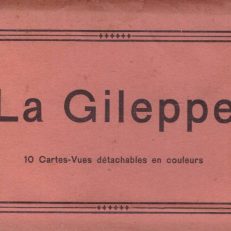 La Gileppe
10 Cartes-Vues détachables en couleurs